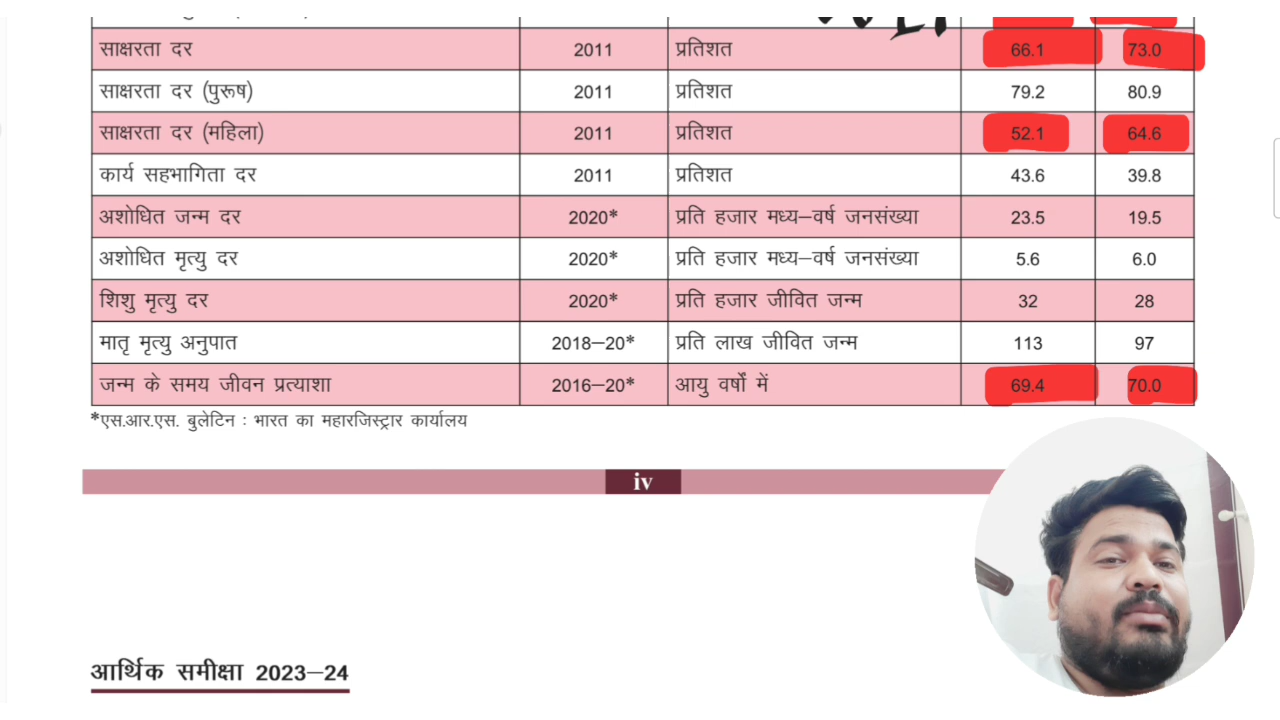 साक्षरता दर 2011 प्रतिशत 66.1 73.0
साक्षरता दर (पुरूष) 2011 प्रतिशत 79.2 80.9
साक्षरता दर (महिला) 2011 प्रतिशत 52.1 64.6
कार्य सहभागिता दर 2011 प्रतिशत 43.6 39.8
अशोधित जन्म दर 2020* प्रति हजार मध्य–वर्ष जनसंख्या 23.5 19.5
अशोधित मृत्यु दर 2020* प्रति हजार मध्य–वर्ष जनसंख्या 5.6 6.0
शिशु मृत्यु दर 2020* प्रति हजार जीवित जन्म 32 28
मातृ मृत्यु अनुपात 2018–20* प्रति लाख जीवित जन्म 113 97
जन्म के समय जीवन प्रत्याशा 2016–20* आयु वर्षों में 69.4 70.0
*एस.आर.एस. बुलेटिन : भारत का महारजिस्ट्रार कार्यालय
iv
आर्थिक समीक्षा 2023–24